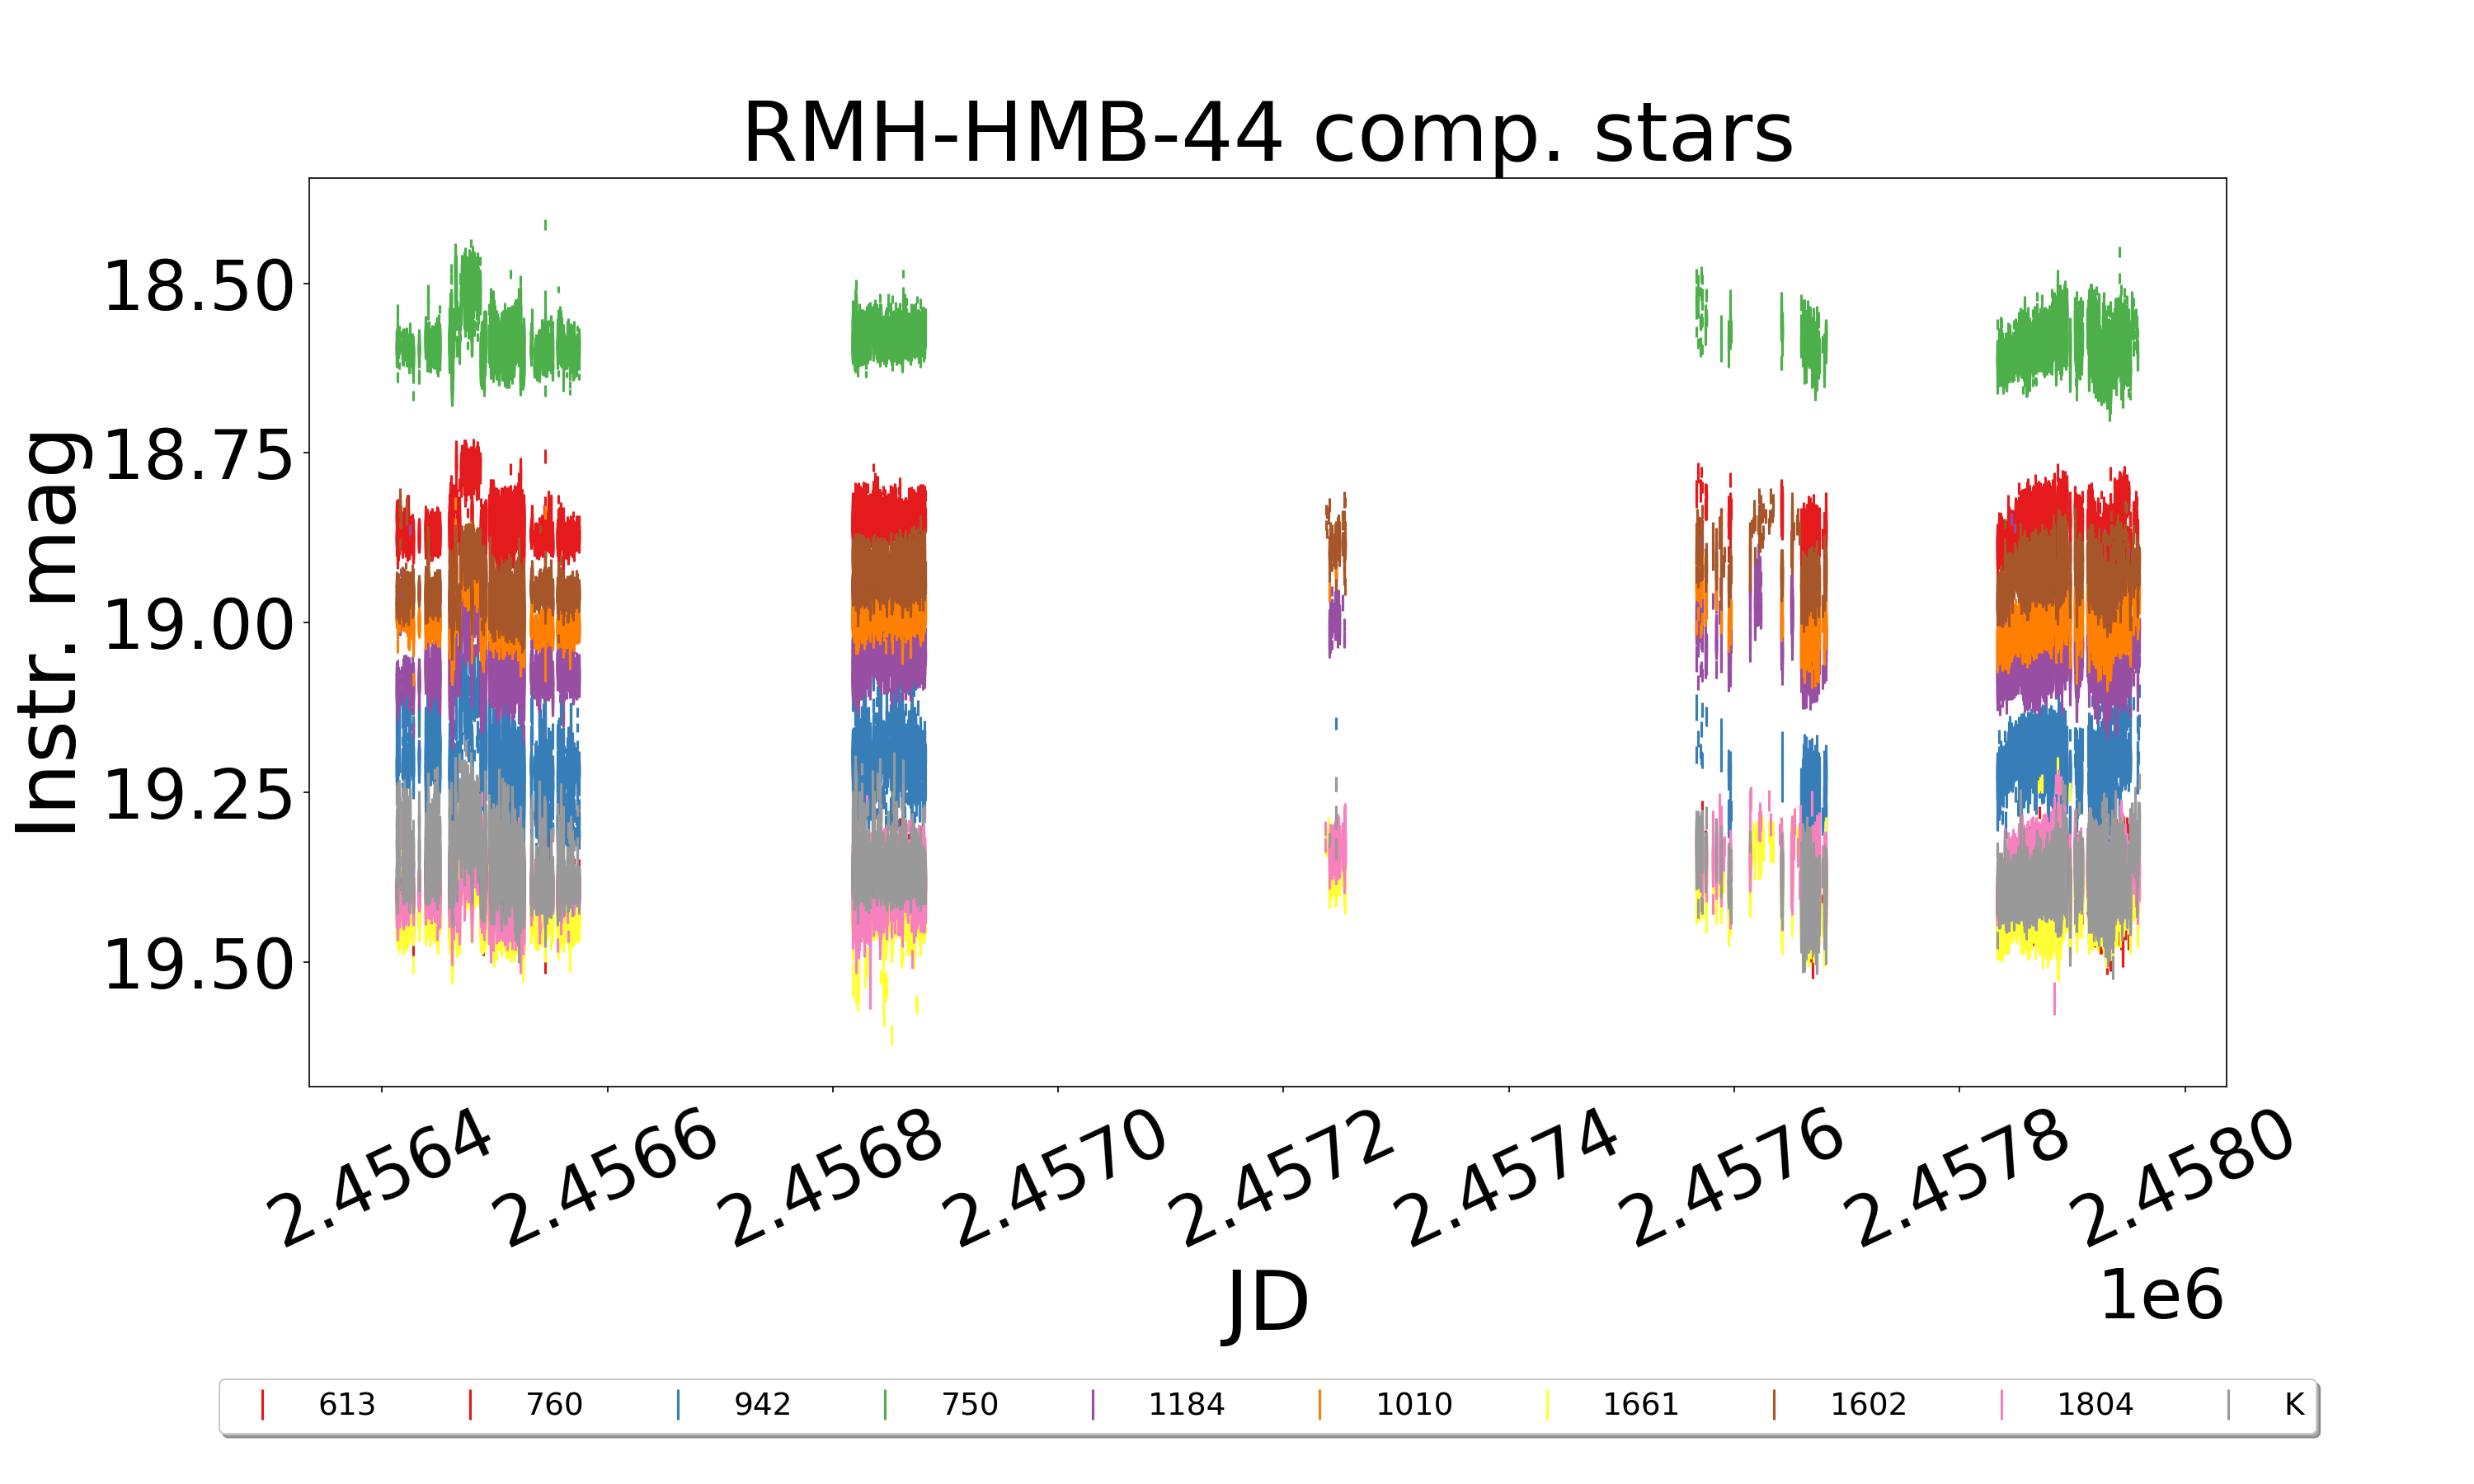 RMH-HMB-44 comp. stars
Instr. mag
18.50
18.75
19.00
19.25
19.50
2.4564 2.4566 2.4568 2.4570 2.4572 2.4574 2.4576 2.4578 2.4580
JD
1e6
613 760 942 750 1184 1010 1661 1602 1804 K